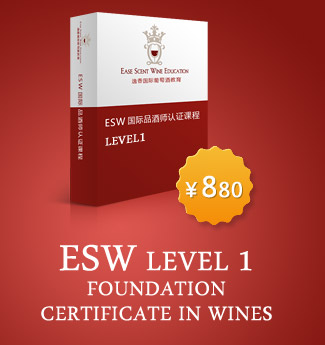 EASE SCENT WINE EDUCATION
逸香国际葡萄酒教育
ESW 国际品酒师认证课程
LEVEL1
ESW 国际品酒师认证课程
¥880
ESW LEVEL 1
FOUNDATION
CERTIFICATE IN WINES